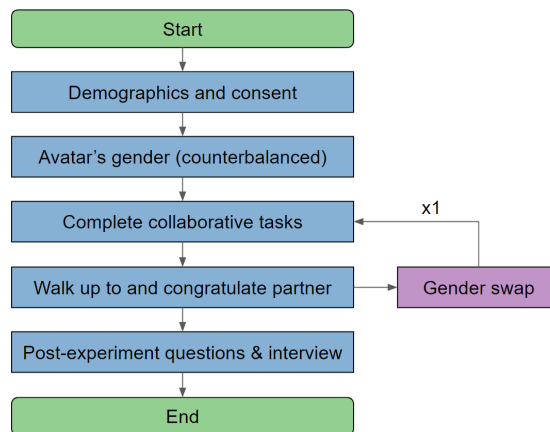 Start
Demographics and consent
Avatar's gender (counterbalanced)
Complete collaborative tasks
x1
Walk up to and congratulate partner
Gender swap
Post-experiment questions & interview
End